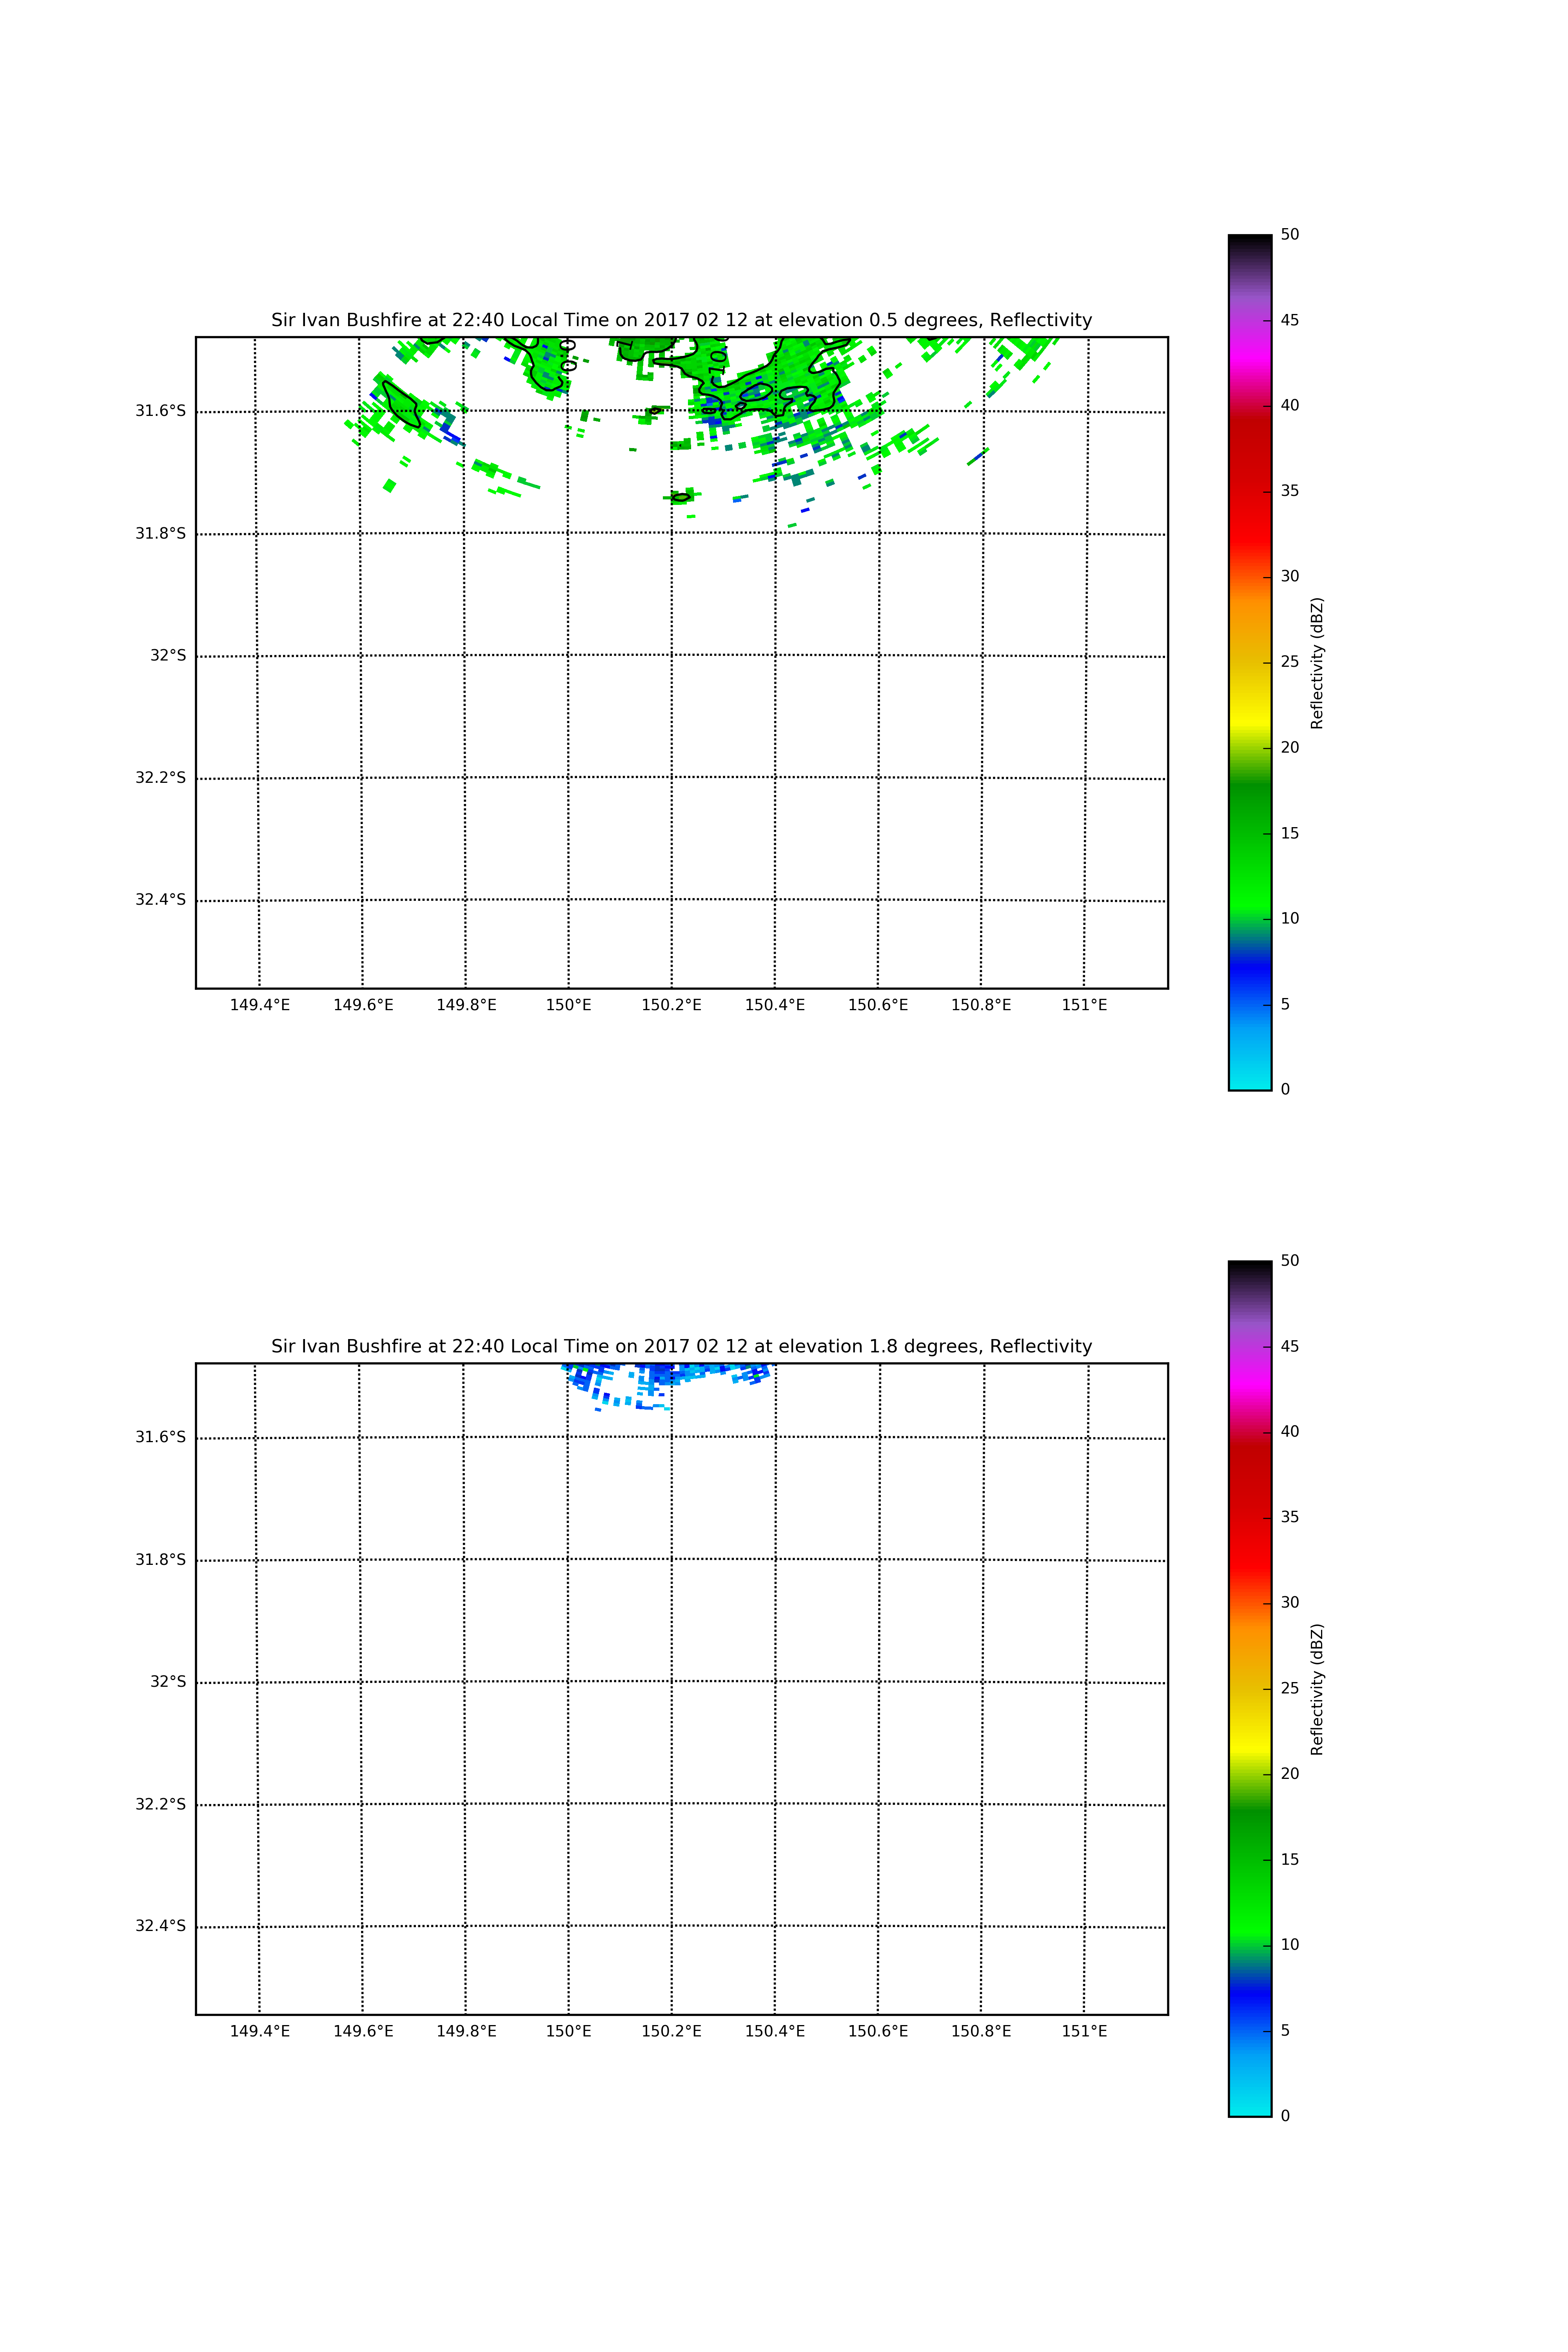 Sir Ivan Bushfire at 22:40 Local Time on 2017 02 12 at elevation 0.5 degrees, Reflectivity
31.6°S
31.8°S
32°S
32.2°S
32.4°S
149.4°E 149.6°E 149.8°E 150°E 150.2°E 150.4°E 150.6°E 150.8°E 151°E
50
45
40
35
30
25
20
15
10
5
0
Reflectivity (dBZ)
Sir Ivan Bushfire at 22:40 Local Time on 2017 02 12 at elevation 1.8 degrees, Reflectivity
31.6°S
31.8°S
32°S
32.2°S
32.4°S
149.4°E 149.6°E 149.8°E 150°E 150.2°E 150.4°E 150.6°E 150.8°E 151°E
50
45
40
35
30
25
20
15
10
5
0
Reflectivity (dBZ)